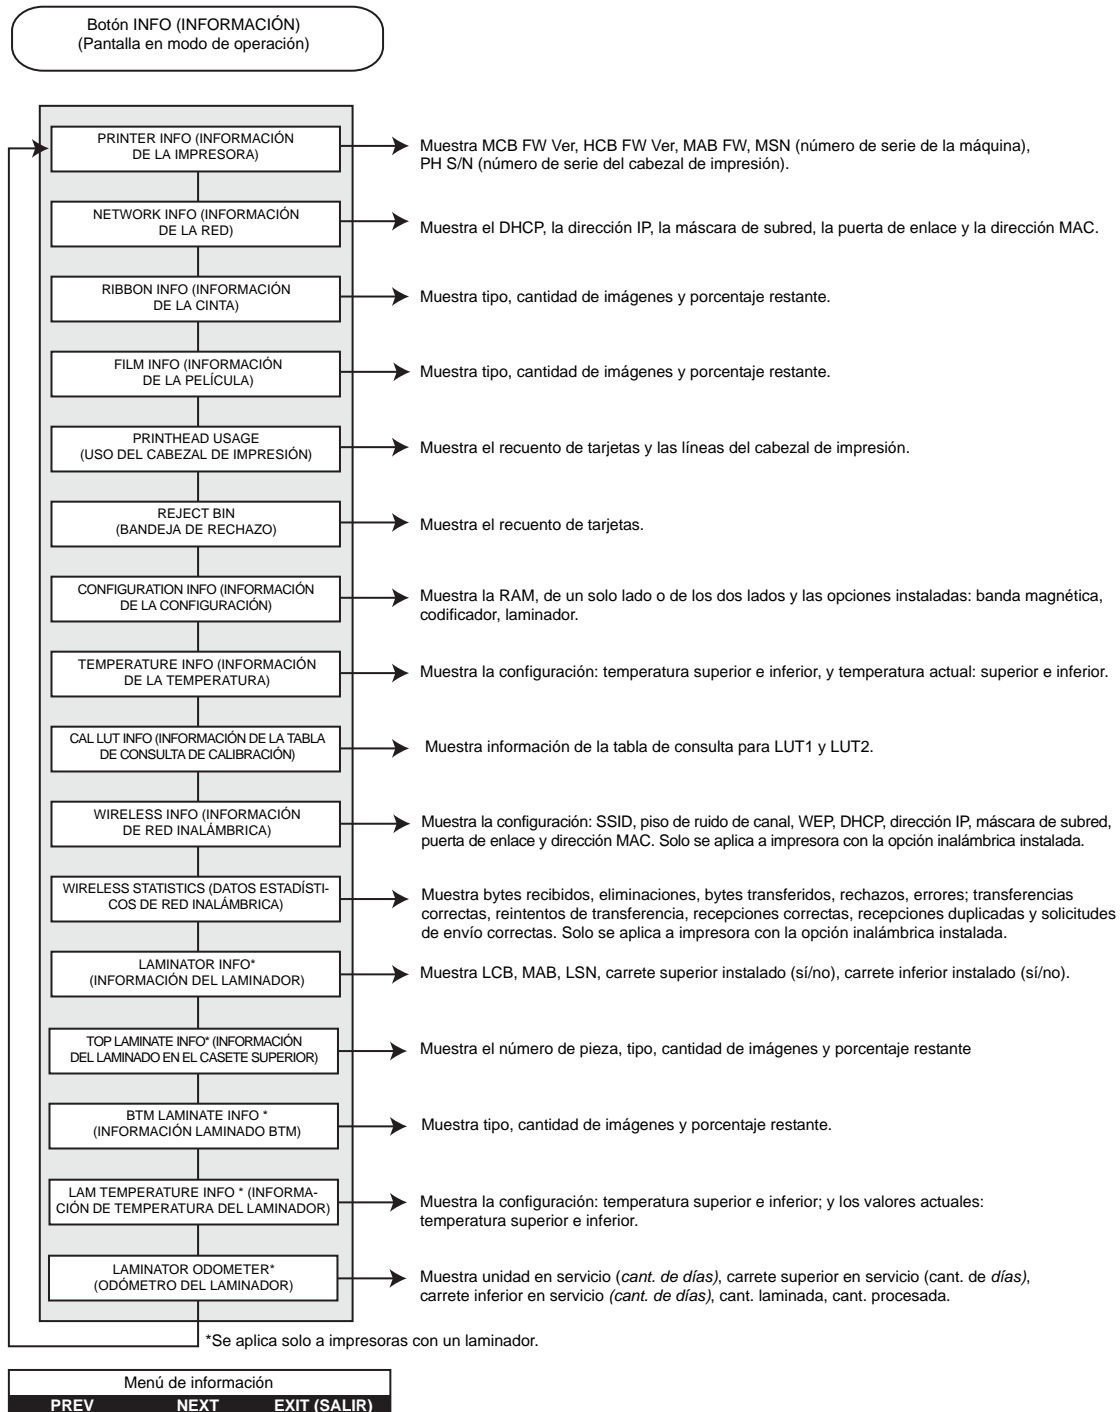 Botón INFO (INFORMACIÓN)
(Pantalla en modo de operación)
PRINTER INFO (INFORMACIÓN
DE LA IMPRESORA)
Muestra MCB FW Ver, HCB FW Ver, MAB FW, MSN (número de serie de la máquina),
PH S/N (número de serie del cabezal de impresión).
NETWORK INFO (INFORMACIÓN
DE LA RED)
Muestra el DHCP, la dirección IP, la máscara de subred, la puerta de enlace y la dirección MAC.
RIBBON INFO (INFORMACIÓN
DE LA CINTA)
Muestra tipo, cantidad de imágenes y porcentaje restante.
FILM INFO (INFORMACIÓN
DE LA PELÍCULA)
Muestra tipo, cantidad de imágenes y porcentaje restante.
PRINTHEAD USAGE
(USO DEL CABEZAL DE IMPRESIÓN)
Muestra el recuento de tarjetas y las líneas del cabezal de impresión.
REJECT BIN
(BANDEJA DE RECHAZO)
Muestra el recuento de tarjetas.
CONFIGURATION INFO (INFORMACIÓN
DE LA CONFIGURACIÓN)
Muestra la RAM, de un solo lado o de los dos lados y las opciones instaladas: banda magnética,
codificador, laminador.
TEMPERATURE INFO (INFORMACIÓN
DE LA TEMPERATURA)
Muestra la configuración: temperatura superior e inferior, y temperatura actual: superior e inferior.
CAL LUT INFO (INFORMACIÓN DE LA TABLA
DE CONSULTA DE CALIBRACIÓN)
Muestra información de la tabla de consulta para LUT1 y LUT2.
WIRELESS INFO (INFORMACIÓN
DE RED INALÁMBRICA)
Muestra la configuración: SSID, piso de ruido de canal, WEP, DHCP, dirección IP, máscara de subred,
puerta de enlace y dirección MAC. Solo se aplica a impresora con la opción inalámbrica instalada.
WIRELESS STATISTICS (DATOS ESTADÍSTI-
COS DE RED INALÁMBRICA)
Muestra bytes recibidos, eliminaciones, bytes transferidos, rechazos, errores; transferencias
correctas, reintentos de transferencia, recepciones correctas, recepciones duplicadas y solicitudes
de envío correctas. Solo se aplica a impresora con la opción inalámbrica instalada.
LAMINATOR INFO*
(INFORMACIÓN DEL LAMINADOR)
Muestra LCB, MAB, LSN, carrete superior instalado (sí/no), carrete inferior instalado (sí/no).
TOP LAMINATE INFO* (INFORMACIÓN
DEL LAMINADO EN EL CASETE SUPERIOR)
Muestra el número de pieza, tipo, cantidad de imágenes y porcentaje restante
BTM LAMINATE INFO *
(INFORMACIÓN LAMINADO BTM)
Muestra tipo, cantidad de imágenes y porcentaje restante.
LAM TEMPERATURE INFO * (INFORMA-
CIÓN DE TEMPERATURA DEL LAMINADOR)
Muestra la configuración: temperatura superior e inferior; y los valores actuales:
temperatura superior e inferior.
LAMINATOR ODOMETER*
(ODÓMETRO DEL LAMINADOR)
Muestra unidad en servicio (cant. de días), carrete superior en servicio (cant. de días),
carrete inferior en servicio (cant. de días), cant. laminada, cant. procesada.
*Se aplica solo a impresoras con un laminador.
Menú de información
PREV NEXT EXIT (SALIR)